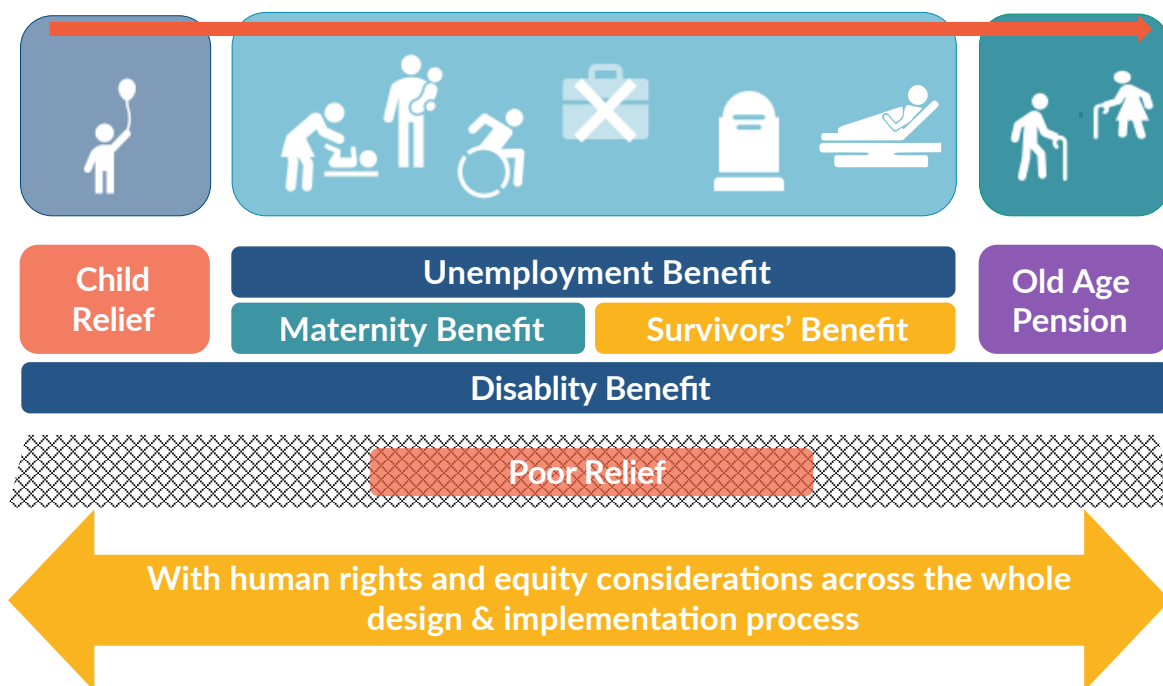 Child
Relief
Unemployment Benefit
Old Age
Pension
Maternity Benefit
Survivors’ Benefit
Disablity Benefit
Poor Relief
With human rights and equity considerations across the whole
design & implementation process